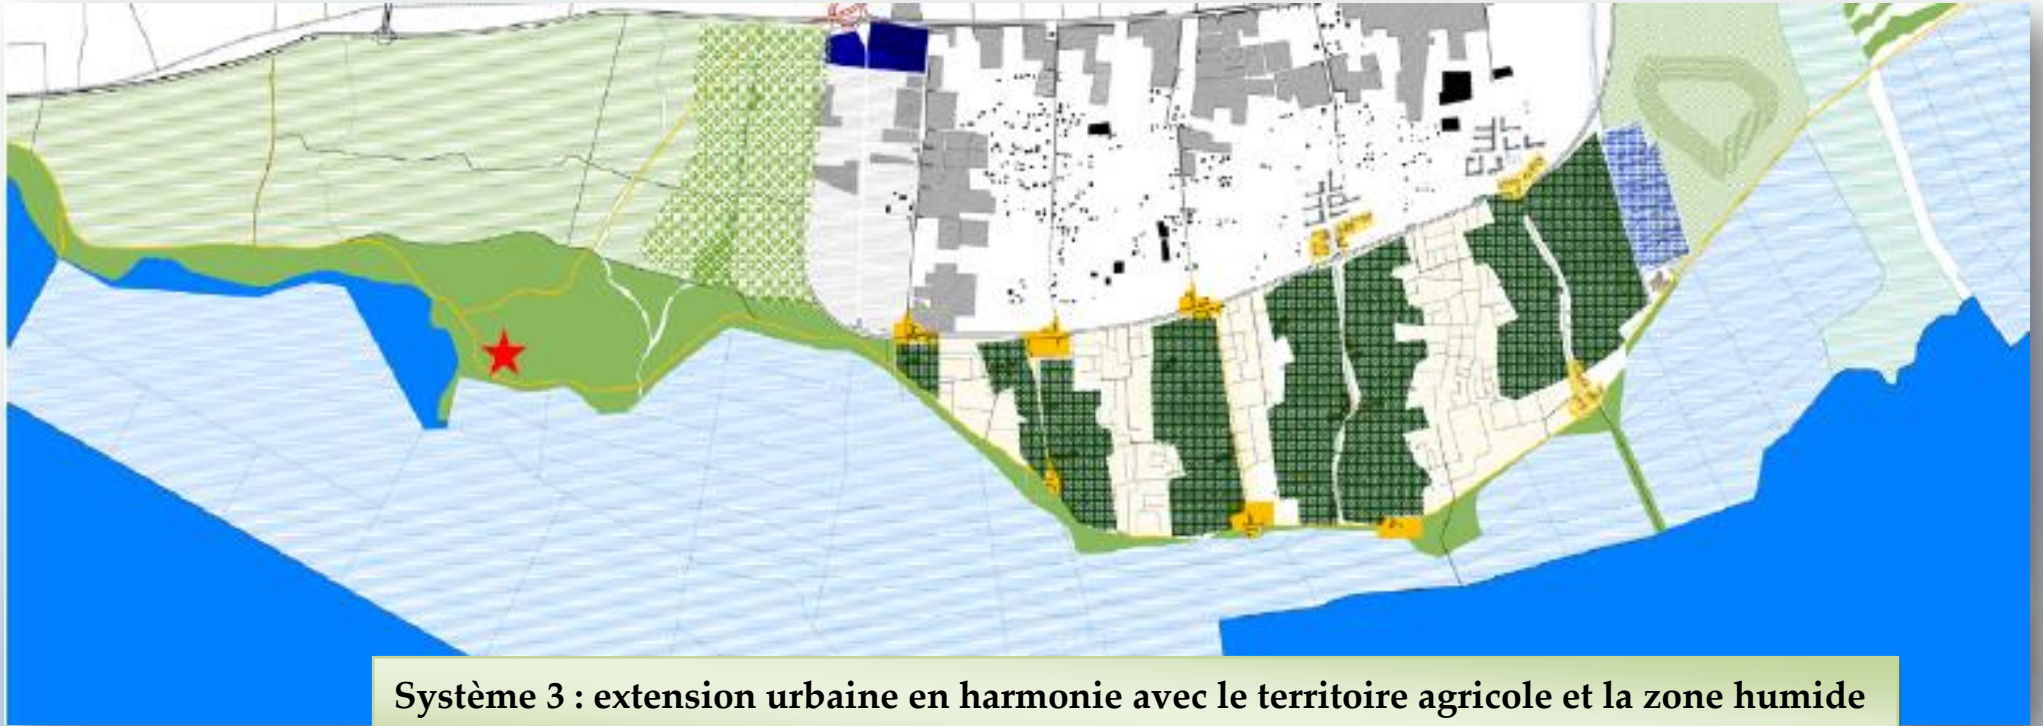 Système 3 : extension urbaine en harmonie avec le territoire agricole et la zone humide